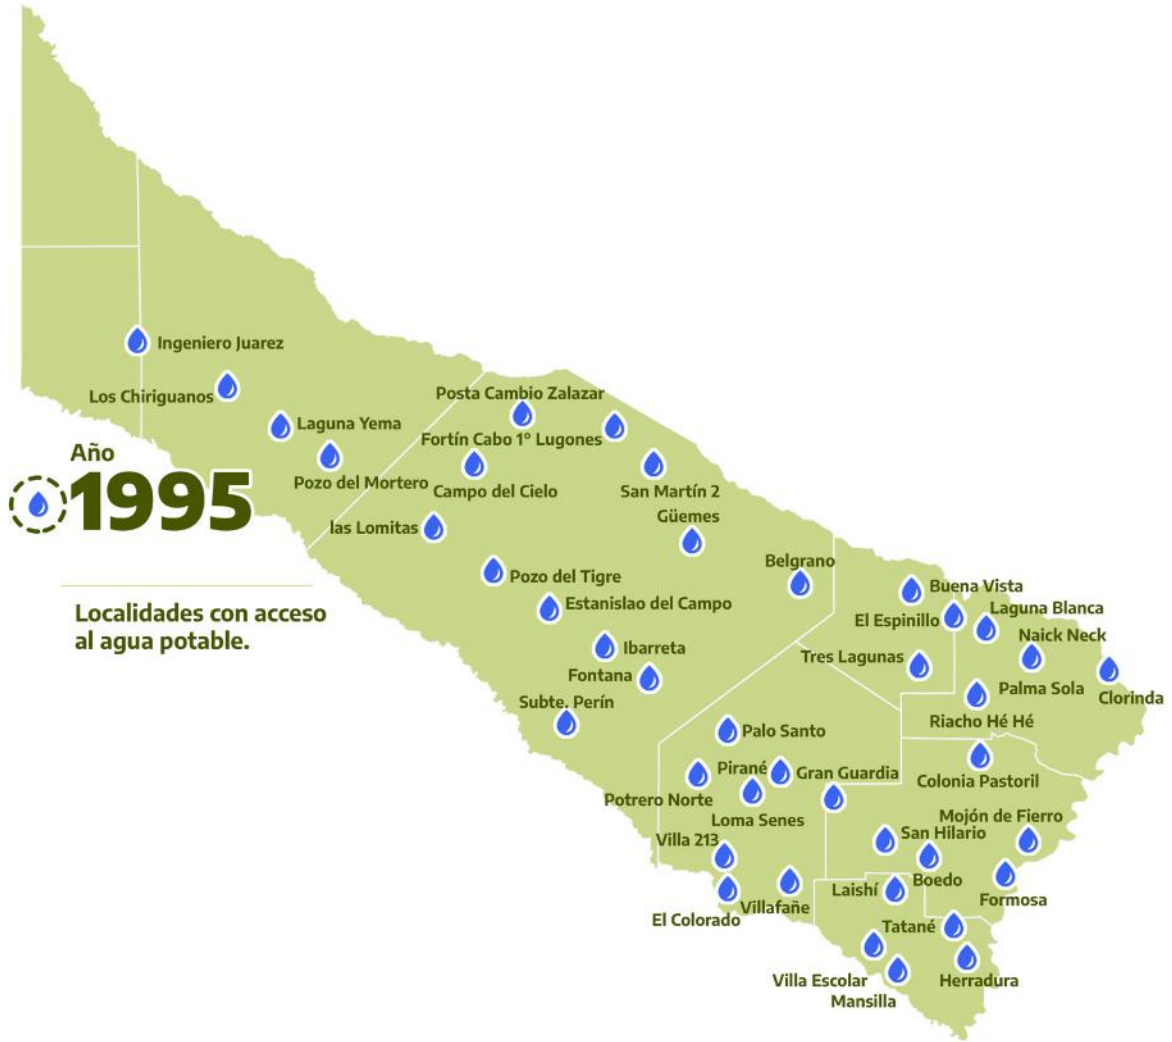 Ingeniero Juarez
Los Chiriguanos
Posta Cambio Zalazar
Laguna Yema
Fortín Cabo 1° Lugones
Año
1995
Pozo del Mortero
Campo del Cielo
San Martín 2
Güemes
las Lomitas
Belgrano
Pozo del Tigre
Buena Vista
Estanislao del Campo
Laguna Blanca
El Espinillo
Naick Neck
Localidades con acceso
al agua potable.
Ibarreta
Tres Lagunas
Fontana
Palma Sola
Clorinda
Subte. Perín
Riacho Hé Hé
Palo Santo
Pirané
Gran Guardia
Colonia Pastoril
Potrero Norte
Loma Senes
Mojón de Fierro
San Hilario
Villa 213
Boedo
Laishí
Formosa
Villafañe
El Colorado
Tatané
Villa Escolar
Herradura
Mansilla